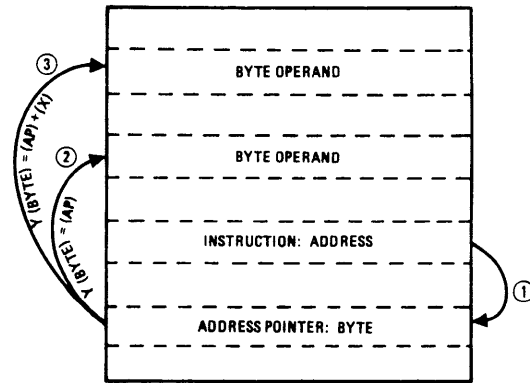 ③
BYTE OPERAND
Y (BYTE) = (AP) + (X)
②
BYTE OPERAND
Y (BYTE) = (AP)
INSTRUCTION: ADDRESS
①
ADDRESS POINTER: BYTE